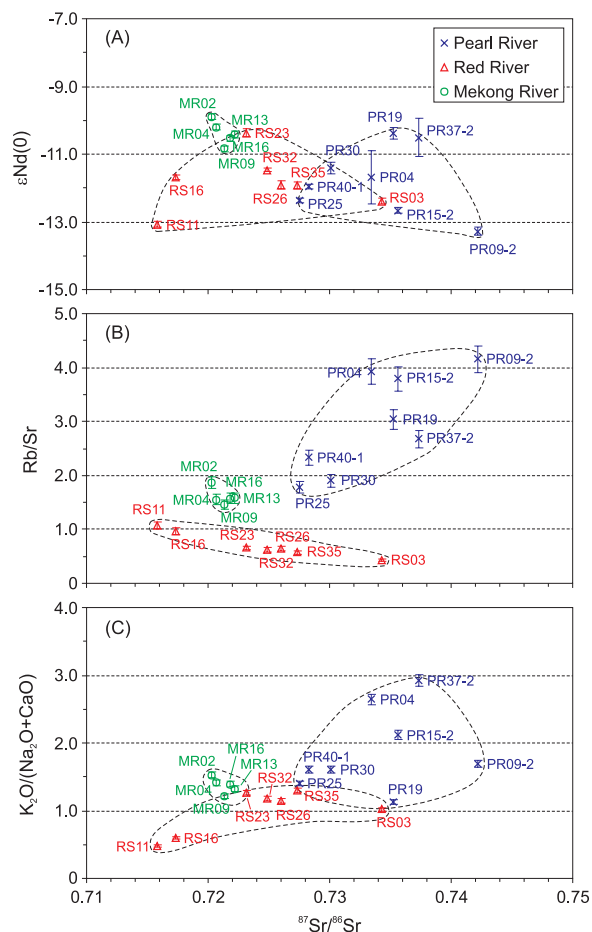 (A)
× Pearl River
△ Red River
○ Mekong River
εNd(0)
-7.0
-9.0
-11.0
-13.0
-15.0
MR02
MR13
RS23
PR19
PR37-2
MR04
MR16
PR30
MR09
RS32
RS35
RS16
PR40-1
PR04
RS26
PR25
RS03
RS11
PR15-2
PR09-2
(B)
Rb/Sr
5.0
4.0
3.0
2.0
1.0
0
PR09-2
PR04
PR15-2
PR19
PR37-2
PR40-1
MR02
MR16
PR30
MR04
MR13
PR25
RS11
MR09
RS23
RS26
RS16
RS35
RS32
RS03
(C)
K2O/(Na2O+CaO)
4.0
3.0
2.0
1.0
0
PR37-2
PR04
PR15-2
MR16
MR02
PR40-1
MR13
PR30
PR09-2
RS32
MR04
PR25
PR19
RS35
MR09
RS23
RS26
RS03
RS11
RS16
0.71
0.72
0.73
0.74
0.75
87Sr/86Sr